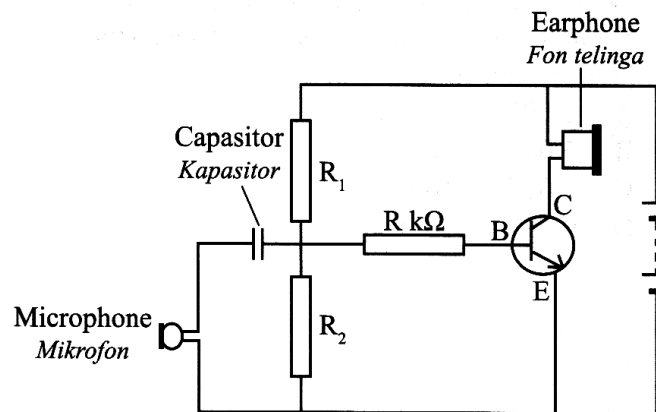 Earphone
Fon telinga
Capasitor
Kapasitor
R1
R kΩ
B
C
E
R2
Microphone
Mikrofon